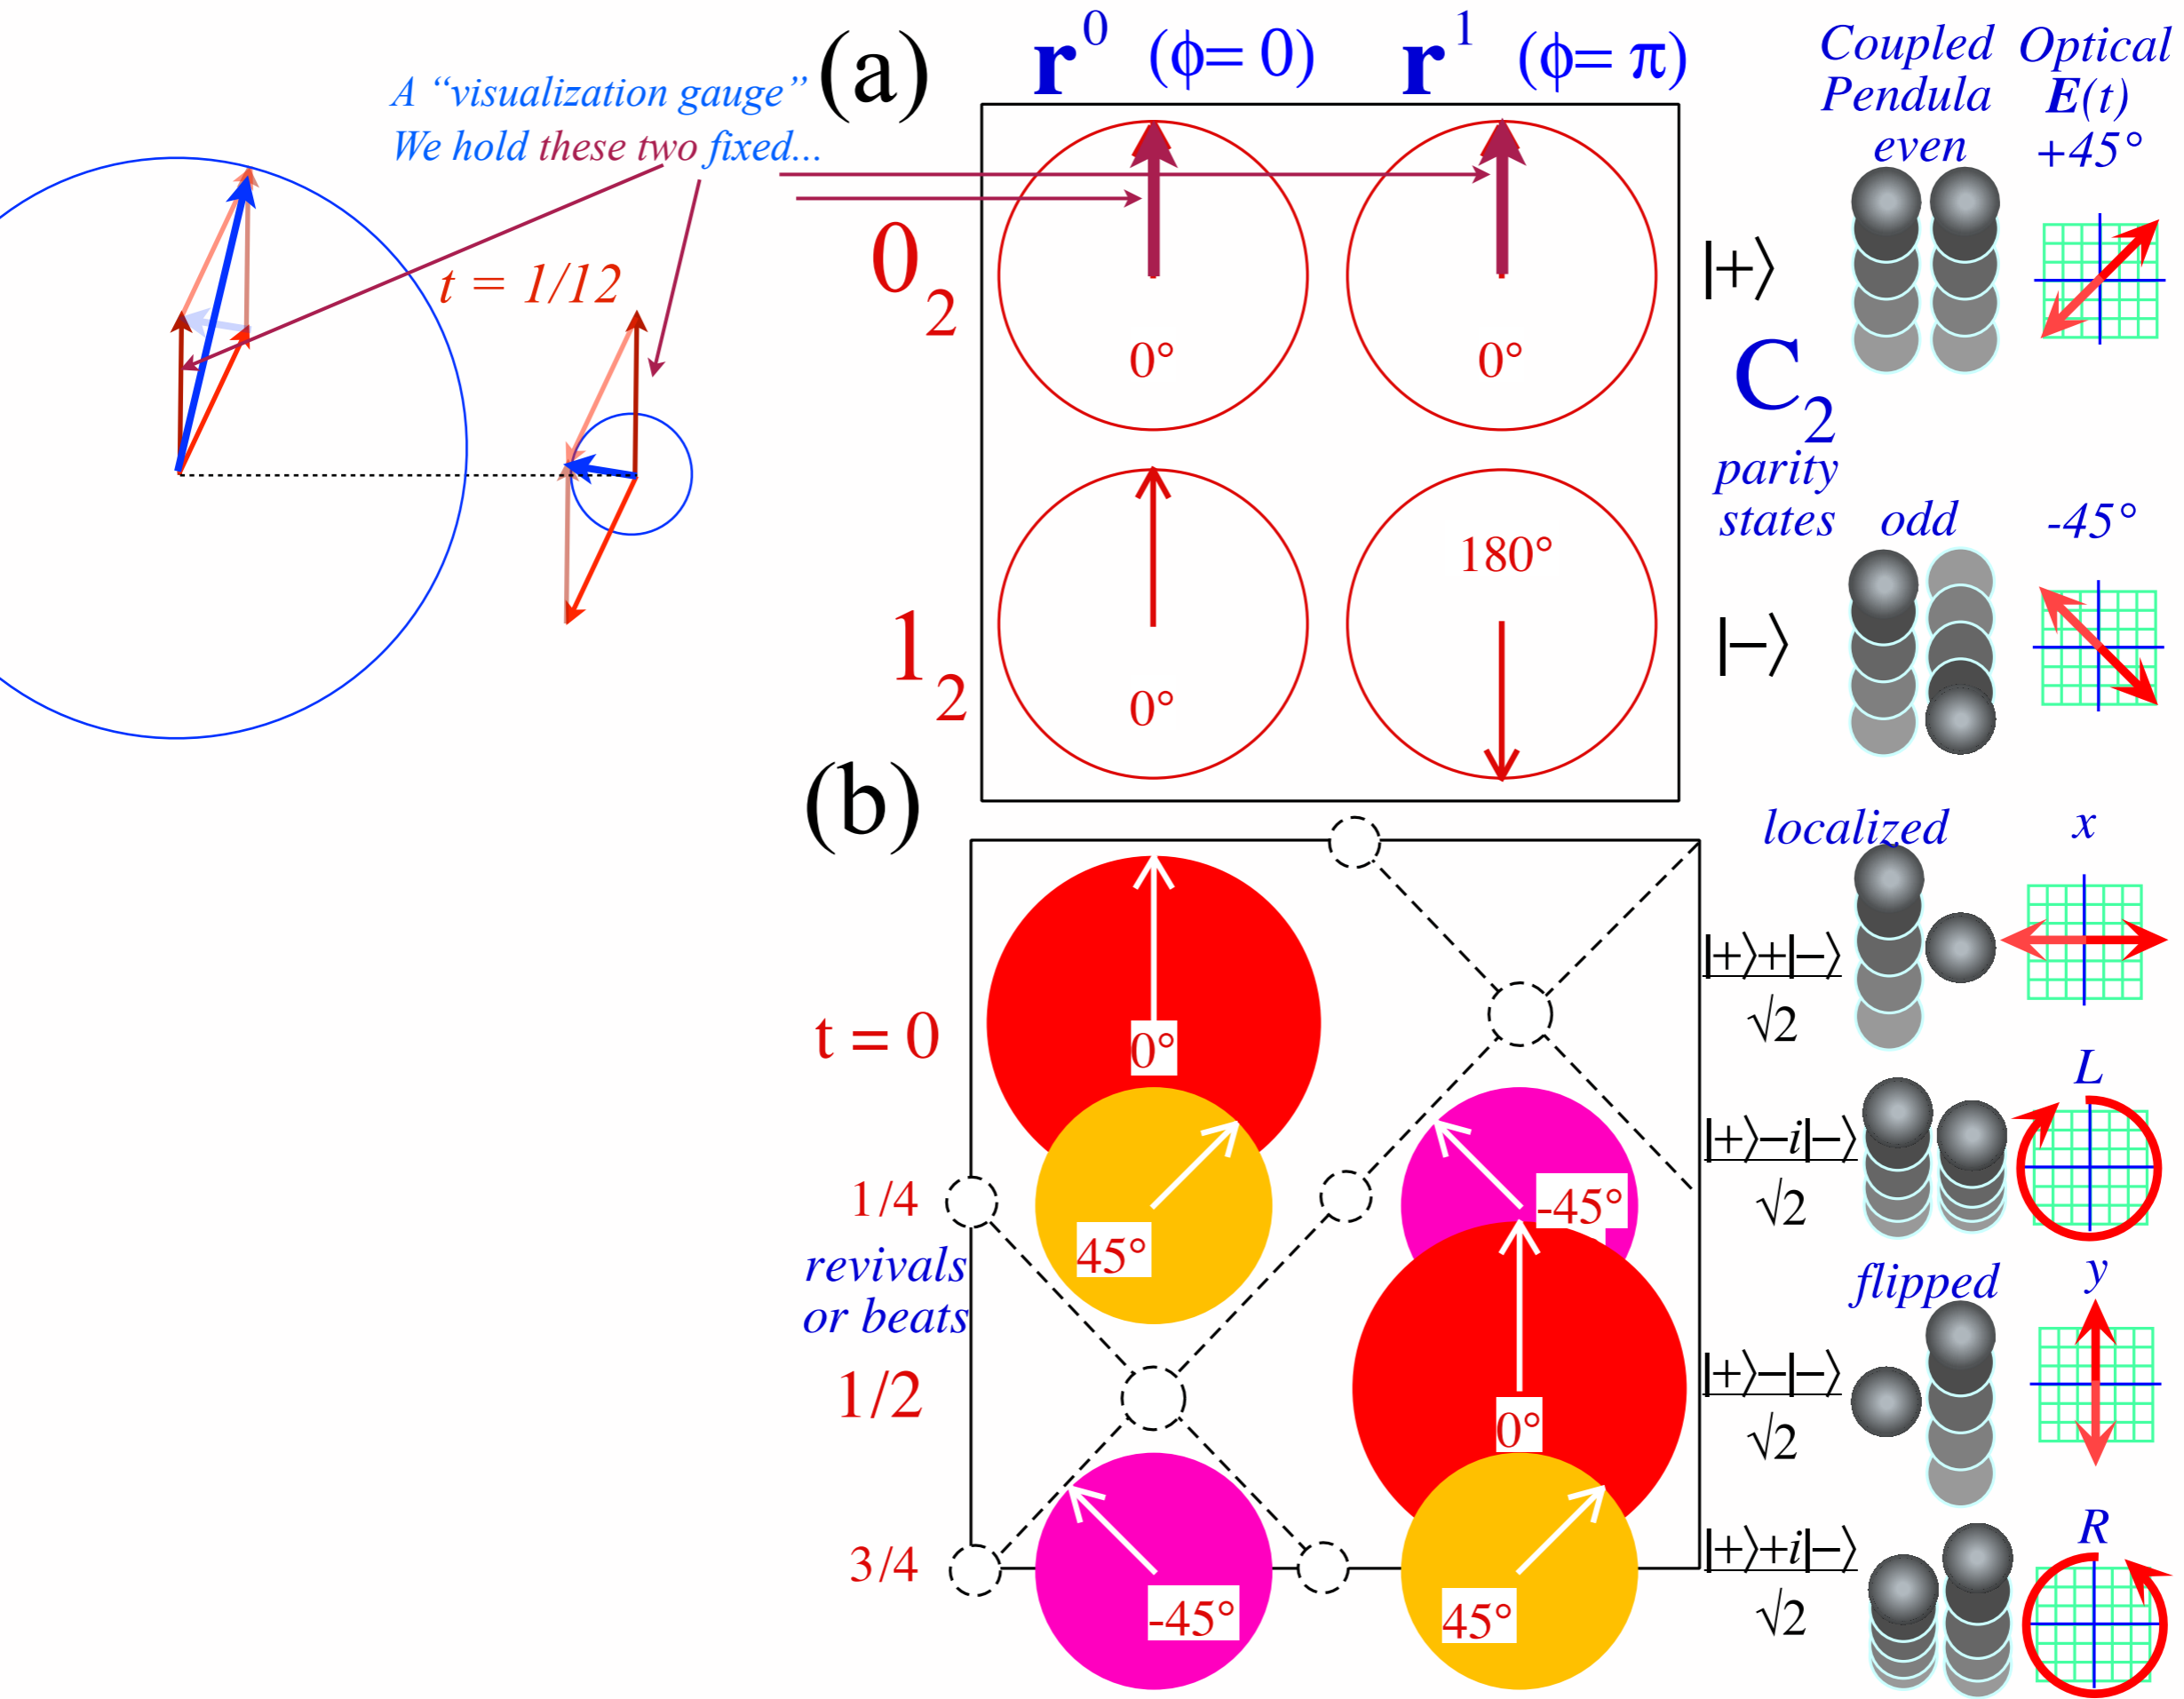 A “visualization gauge”
We hold these two fixed...
t = 1/12
(a)
r⁰ (ϕ= 0) r¹ (ϕ= π)
0₂
0° 0°
1₂
0° 180°
|+⟩
C₂
parity
states
|−⟩
Coupled
Pendula
even
Optical
E(t)
+45°
odd
-45°
(b)
t = 0
0°
1/4
45° -45°
revivals
or beats
1/2
0°
3/4
-45° 45°
localized x
|+⟩+|−⟩
√2
L
|+⟩−i|−⟩
√2
flipped y
|+⟩−|−⟩
√2
R
|+⟩+i|−⟩
√2